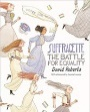 SUFFRAGETTE
THE BATTLE FOR EQUALITY
David Roberts